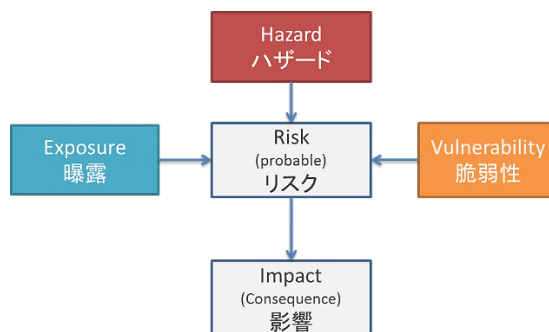 Hazard
ハザード
Exposure
曝露
Risk
(probable)
リスク
Vulnerability
脆弱性
Impact
(Consequence)
影響